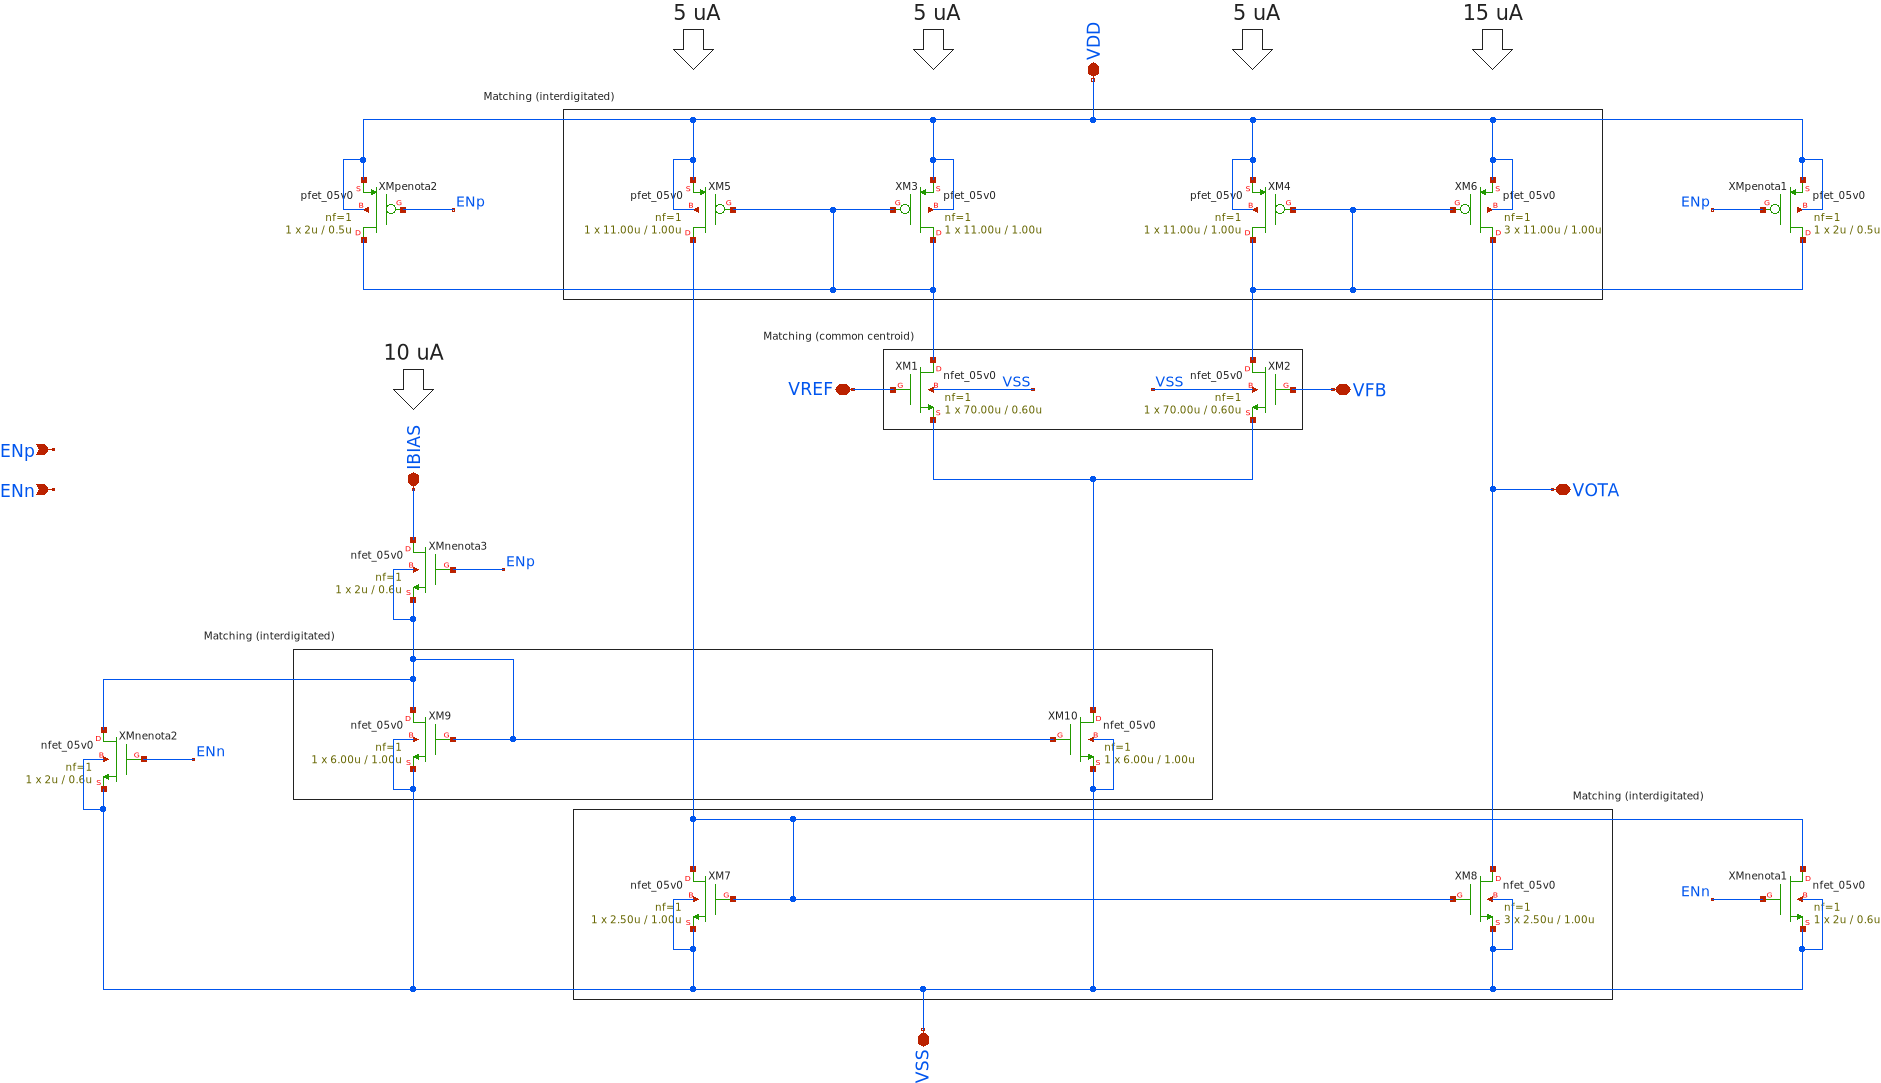 5 uA
5 uA
5 uA
15 uA
VDD
Matching (interdigitated)
XMpenota2
pfet_05v0
S
B
G
D
nf=1
1 x 2u / 0.5u
ENp
XM5
pfet_05v0
S
B
G
D
nf=1
1 x 11.00u / 1.00u
XM3
pfet_05v0
S
G
B
D
nf=1
1 x 11.00u / 1.00u
XM4
pfet_05v0
S
B
G
D
nf=1
1 x 11.00u / 1.00u
XM6
pfet_05v0
S
G
B
D
nf=1
3 x 11.00u / 1.00u
XMpenota1
pfet_05v0
ENp
S
G
B
D
nf=1
1 x 2u / 0.5u
Matching (common centroid)
XM1
nfet_05v0
VREF
D
G
B
S
VSS
nf=1
1 x 70.00u / 0.60u
XM2
nfet_05v0
VSS
D
B
G
S
VFB
nf=1
1 x 70.00u / 0.60u
10 uA
IBIAS
ENp
ENn
VOTA
XMnenota3
nfet_05v0
D
B
G
S
nf=1
1 x 2u / 0.6u
ENp
Matching (interdigitated)
XM9
nfet_05v0
D
B
G
S
nf=1
1 x 6.00u / 1.00u
XM10
nfet_05v0
D
G
B
S
nf=1
1 x 6.00u / 1.00u
XMnenota2
nfet_05v0
D
B
G
S
nf=1
1 x 2u / 0.6u
ENn
Matching (interdigitated)
XM7
nfet_05v0
D
B
G
S
nf=1
1 x 2.50u / 1.00u
XM8
nfet_05v0
D
G
B
S
nf=1
3 x 2.50u / 1.00u
XMnenota1
nfet_05v0
ENn
D
G
B
S
nf=1
1 x 2u / 0.6u
VSS